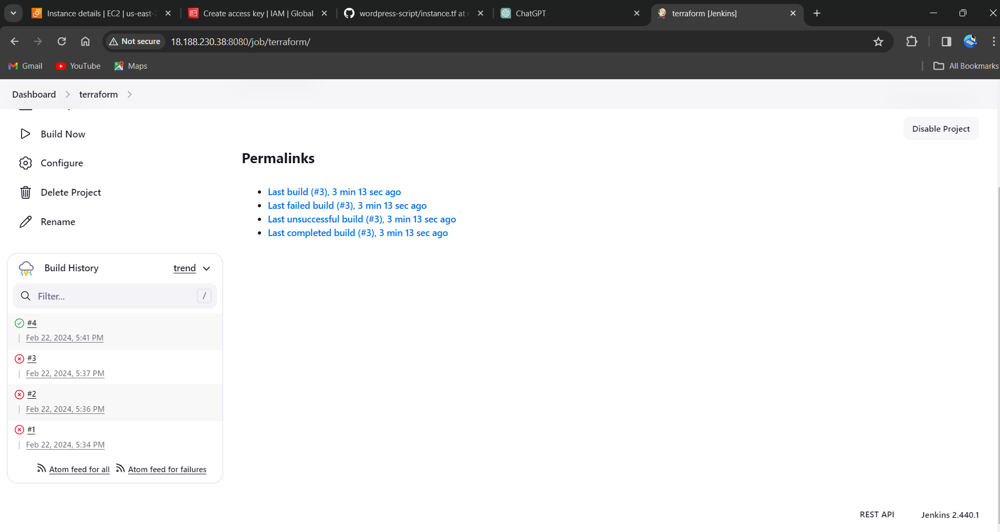 Instance details | EC2 | us-east-2
Create access key | IAM | Global
wordpress-script/instance.tf at
ChatGPT
terraform [Jenkins]
Not secure
18.188.230.38:8080/job/terraform/
Gmail
YouTube
Maps
All Bookmarks
Dashboard
terraform
Build Now
Disable Project
Configure
Permalinks
Delete Project
Last build (#3), 3 min 13 sec ago
Last failed build (#3), 3 min 13 sec ago
Last unsuccessful build (#3), 3 min 13 sec ago
Last completed build (#3), 3 min 13 sec ago
Rename
Build History
trend
Filter...
/
#4
Feb 22, 2024, 5:41 PM
#3
Feb 22, 2024, 5:37 PM
#2
Feb 22, 2024, 5:36 PM
#1
Feb 22, 2024, 5:34 PM
Atom feed for all
Atom feed for failures
REST API
Jenkins 2.440.1